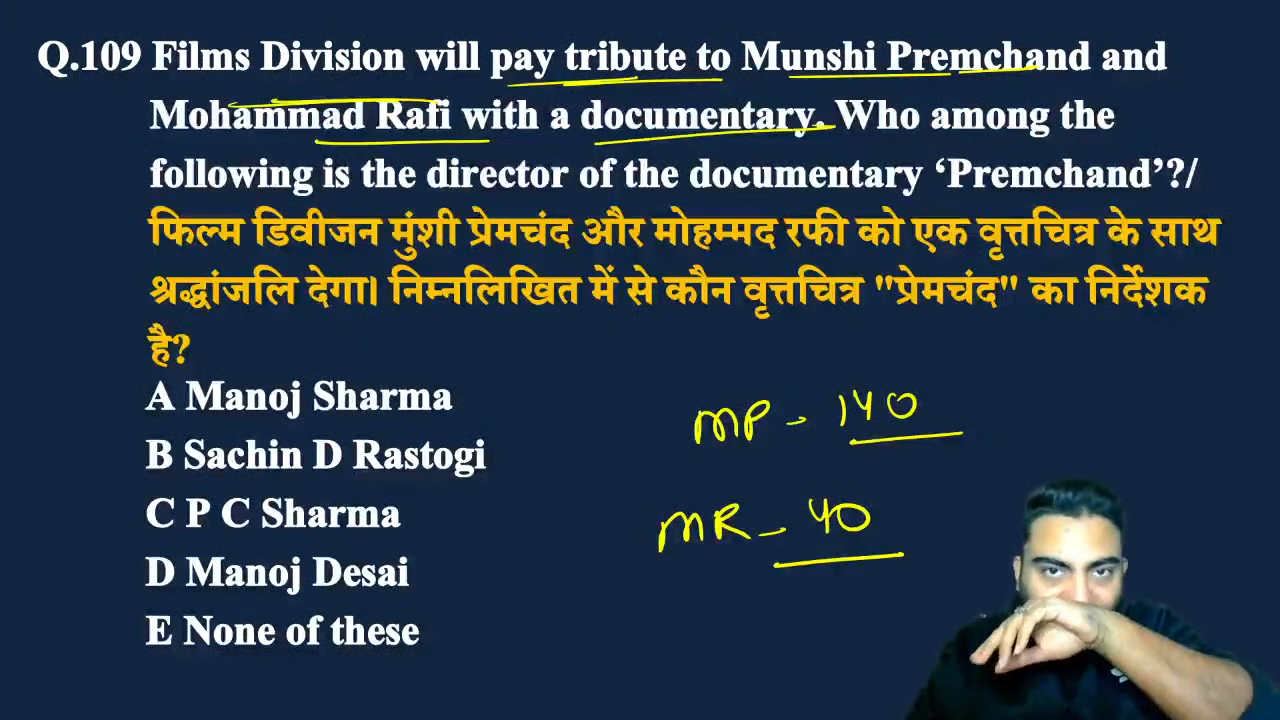 Q.109 Films Division will pay tribute to Munshi Premchand and
Mohammad Rafi with a documentary. Who among the
following is the director of the documentary ‘Premchand’?/
फिल्म डिवीजन मुंशी प्रेमचंद और मोहम्मद रफी को एक वृत्तचित्र के साथ
श्रद्धांजलि देगा। निम्नलिखित में से कौन वृत्तचित्र "प्रेमचंद" का निर्देशक
है?
A Manoj Sharma
B Sachin D Rastogi
C P C Sharma
D Manoj Desai
E None of these
MP - 140
MR - 40